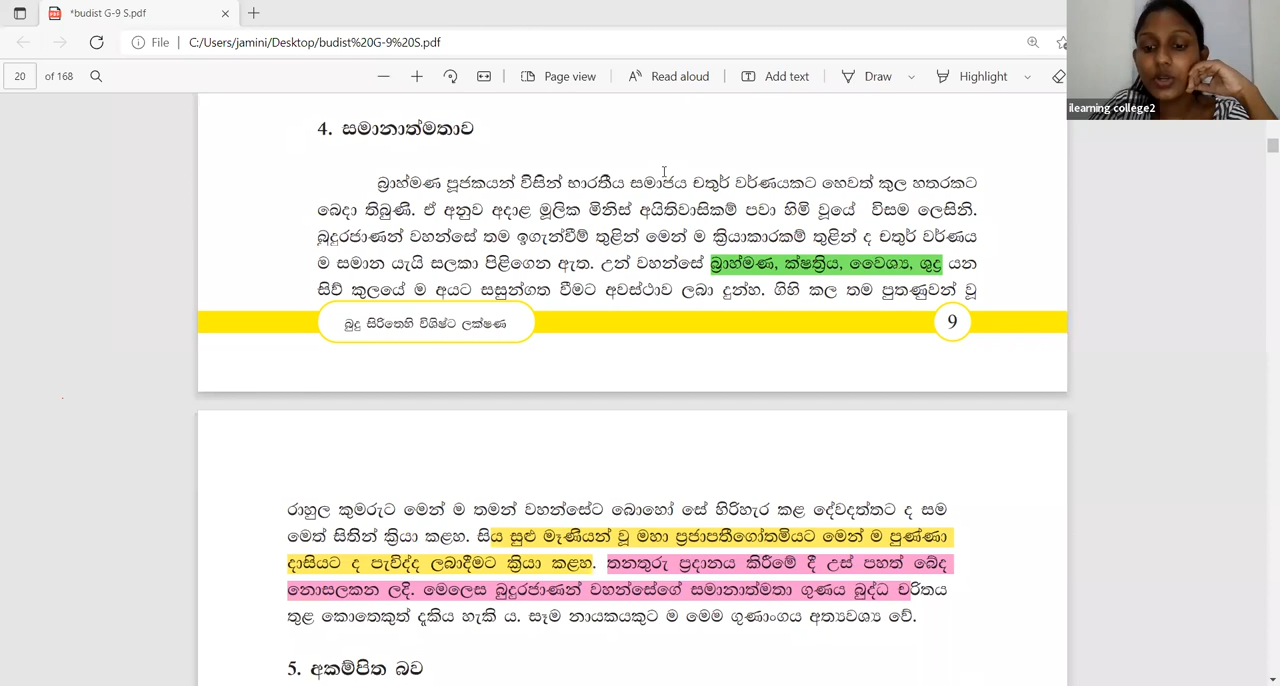 *budist G-9 S.pdf
File
C:/Users/jamini/Desktop/budist%20G-9%20S.pdf
20 of 168
Page view
Read aloud
Add text
Draw
Highlight
ilearning college2
4. සමානාත්මතාව
බ්‍රාහ්මණ පූජකයන් විසින් භාරතීය සමාජය චතුර් වර්ණයකට හෙවත් කුල හතරකට
බෙදා තිබුණි. ඒ අනුව අදාළ මූලික මිනිස් අයිතිවාසිකම් පවා හිමි වූයේ විසම ලෙසිනි.
බුදුරජාණන් වහන්සේ තම ඉගැන්වීම් තුළින් මෙන් ම ක්‍රියාකාරකම් තුළින් ද චතුර් වර්ණය
ම සමාන යැයි සලකා පිළිගෙන ඇත. උන් වහන්සේ බ්‍රාහ්මණ, ක්ෂත්‍රිය, වෛශ්‍ය, ශුද්‍ර යන
සිව් කුලයේ ම අයට සසුන්ගත වීමට අවස්ථාව ලබා දුන්හ. ගිහි කල තම පුතණුවන් වූ
බුදු සිරිතෙහි විශිෂ්ට ලක්ෂණ
9
රාහුල කුමරුට මෙන් ම තමන් වහන්සේට බොහෝ සේ හිරිහැර කළ දේවදත්තට ද සම
මෙත් සිතින් ක්‍රියා කළහ. සිය සුළු මෑණියන් වූ මහා ප්‍රජාපතීගෝතමියට මෙන් ම පුණ්ණා
දාසියට ද පැවිද්ද ලබාදීමට ක්‍රියා කළහ. තනතුරු ප්‍රදානය කිරීමේ දී උස් පහත් බේද
නොසලකන ලදි. මෙලෙස බුදුරජාණන් වහන්සේගේ සමානාත්මතා ගුණය බුද්ධ චරිතය
තුළ කොතෙකුත් දැකිය හැකි ය. සෑම නායකයකුට ම මෙම ගුණාංගය අත්‍යවශ්‍ය වේ.
5. අකම්පිත බව